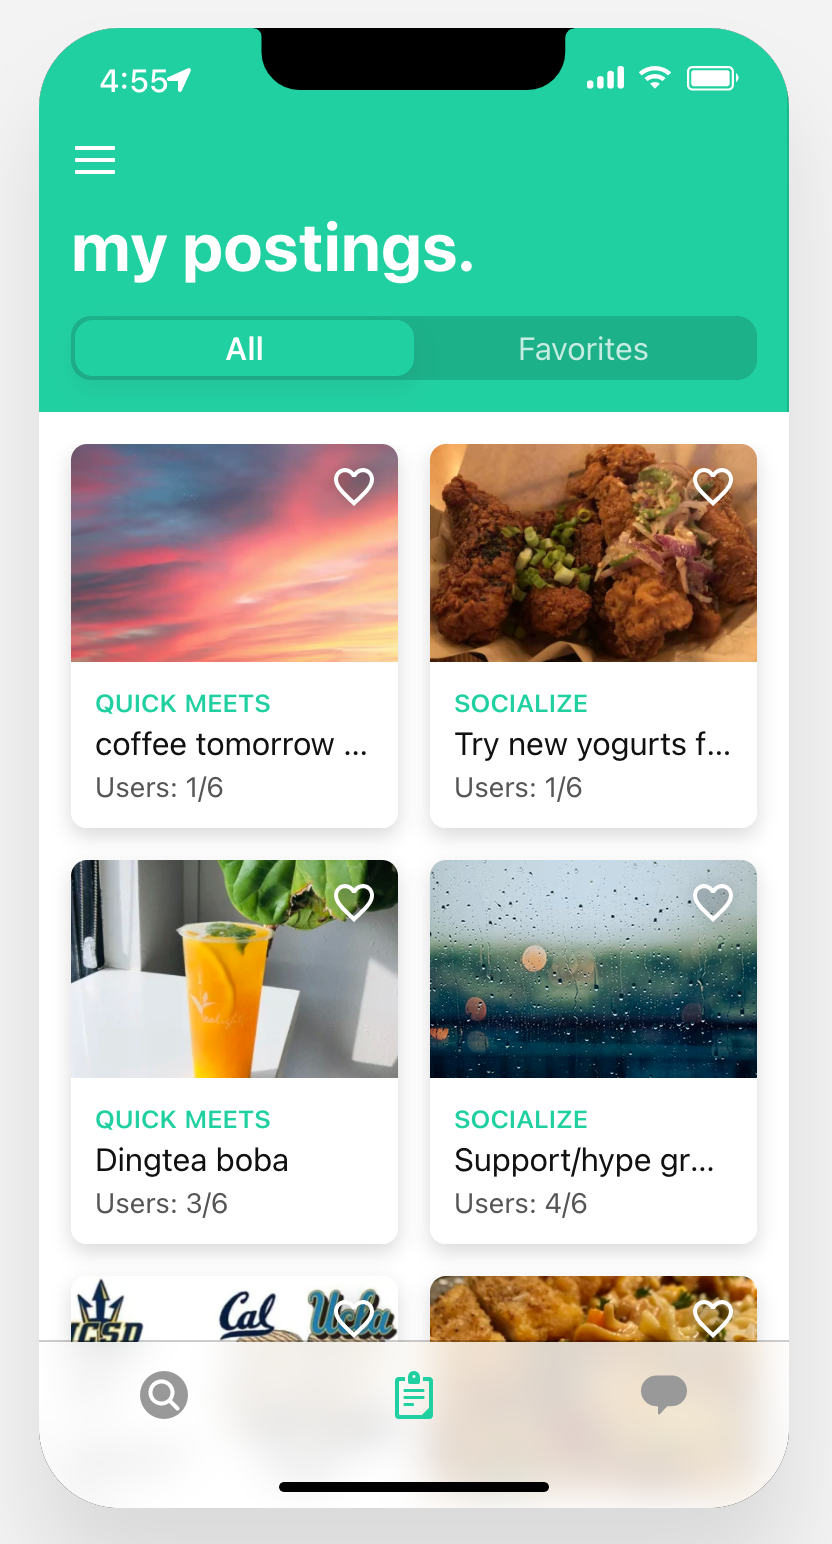 4:55
my postings.
All
Favorites
QUICK MEETS
coffee tomorrow ...
Users: 1/6
SOCIALIZE
Try new yogurts f...
Users: 1/6
QUICK MEETS
Dingtea boba
Users: 3/6
SOCIALIZE
Support/hype gr...
Users: 4/6
Cal
Ucla